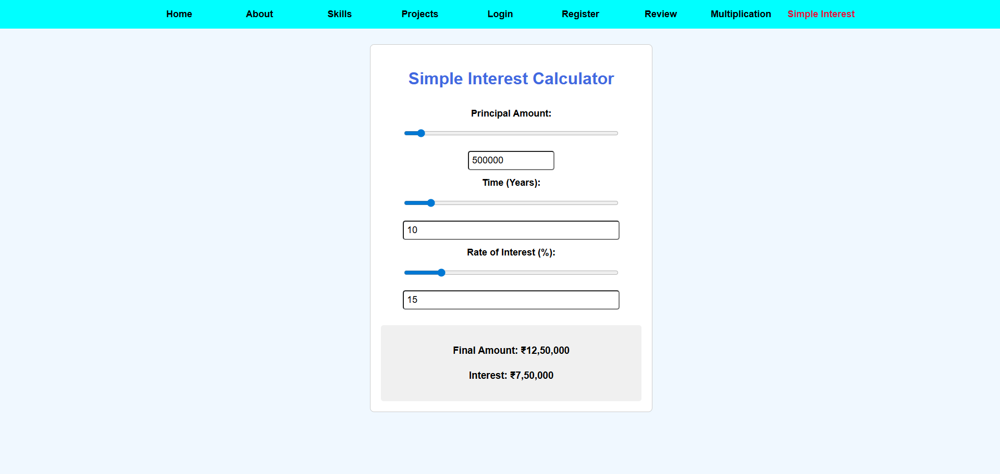 Home About Skills Projects Login Register Review Multiplication Simple Interest
Simple Interest Calculator
Principal Amount:
500000
Time (Years):
10
Rate of Interest (%):
15
Final Amount: ₹12,50,000
Interest: ₹7,50,000